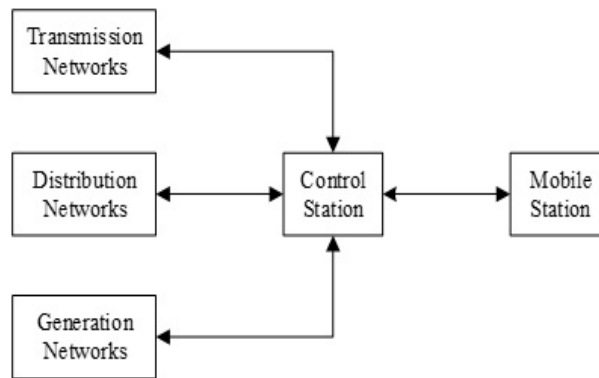 Transmission
Networks
Distribution
Networks
Control
Station
Mobile
Station
Generation
Networks